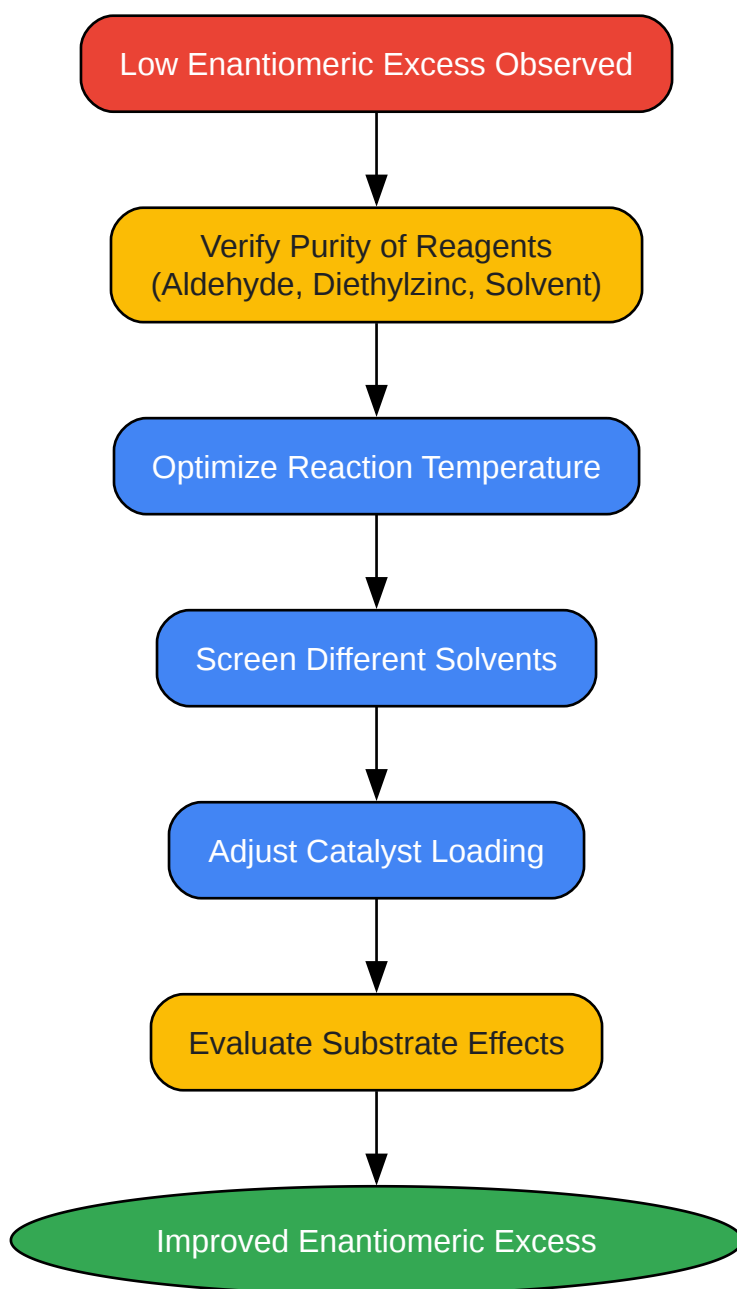 Low Enantiomeric Excess Observed
Verify Purity of Reagents
(Aldehyde, Diethylzinc, Solvent)
Optimize Reaction Temperature
Screen Different Solvents
Adjust Catalyst Loading
Evaluate Substrate Effects
Improved Enantiomeric Excess